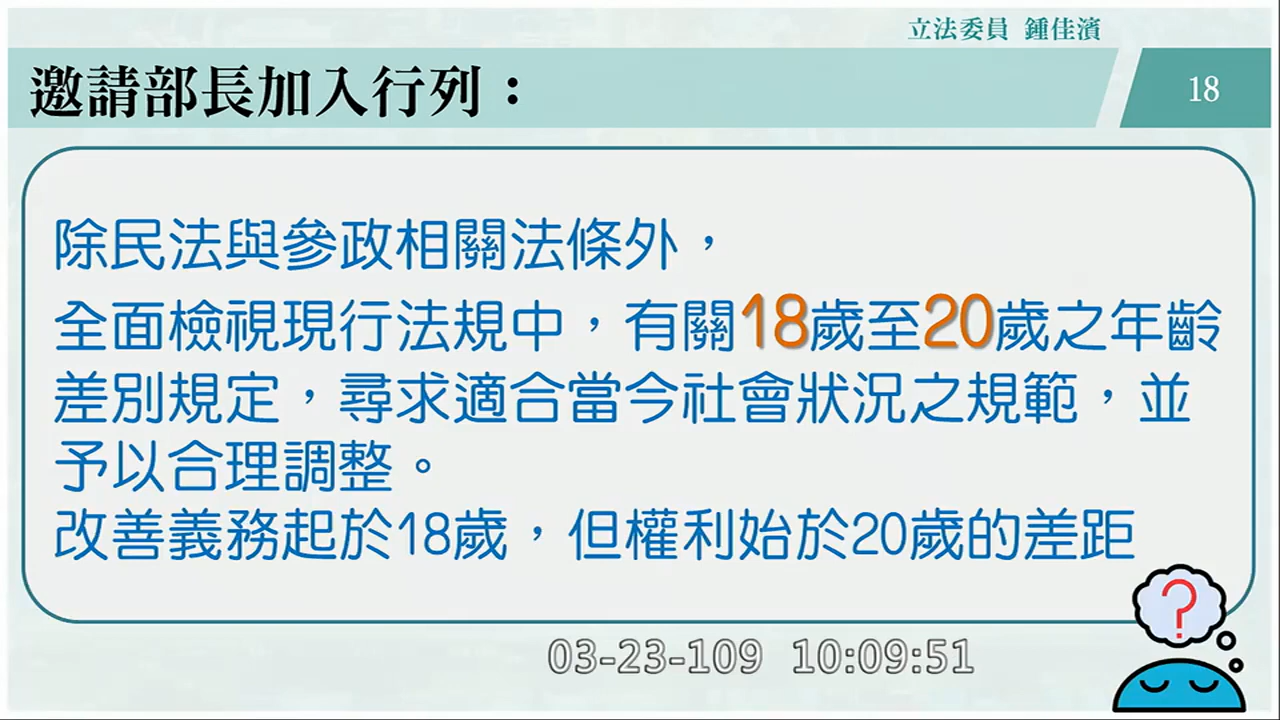 立法委員 鍾佳濱
邀請部長加入行列：
18
除民法與參政相關法條外，
全面檢視現行法規中，有關18歲至20歲之年齡
差別規定，尋求適合當今社會狀況之規範，並
予以合理調整。
改善義務起於18歲，但權利始於20歲的差距
?
03-23-109 10:09:51